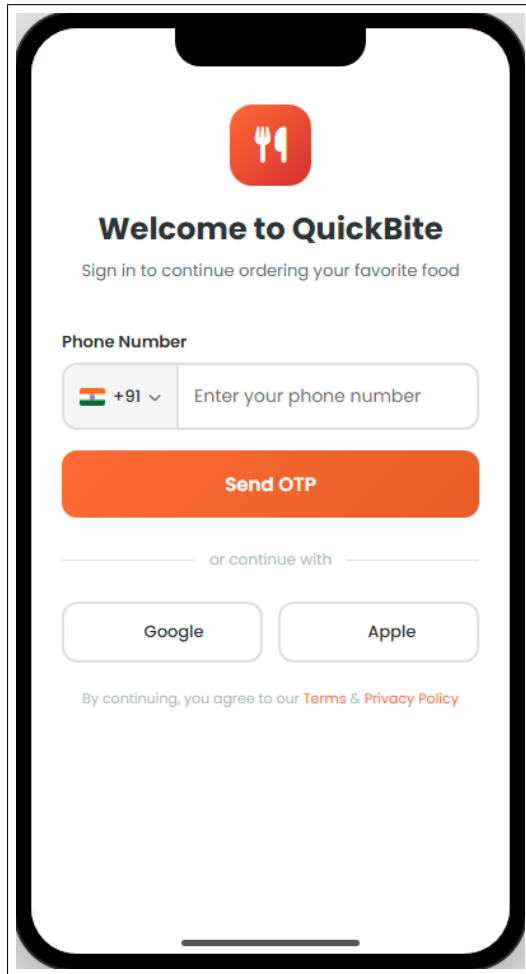 Welcome to QuickBite
Sign in to continue ordering your favorite food
Phone Number
+91 Enter your phone number
Send OTP
or continue with
Google Apple
By continuing, you agree to our Terms & Privacy Policy